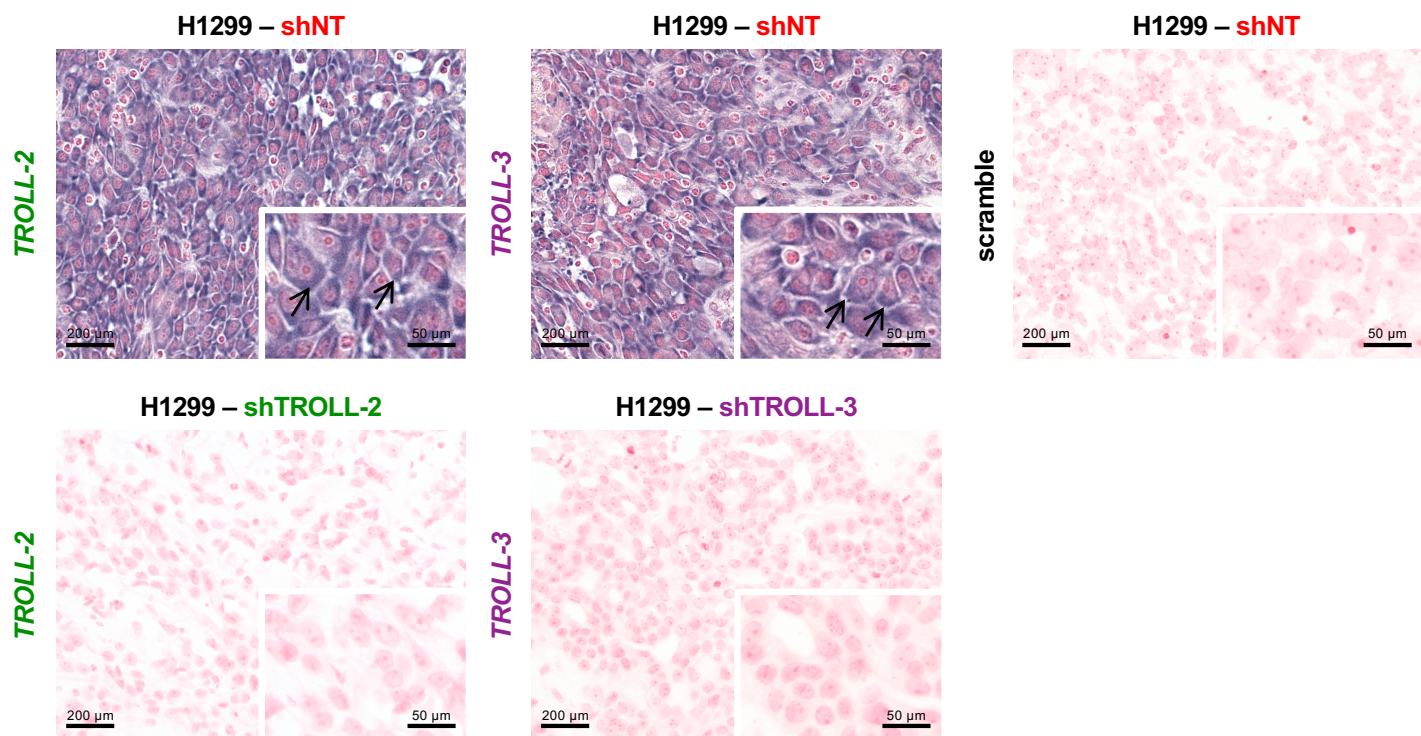 H1299 – shNT
H1299 – shNT
H1299 – shNT
TROLL-2
TROLL-3
scramble
200 µm
50 µm
200 µm
50 µm
200 µm
50 µm
H1299 – shTROLL-2
H1299 – shTROLL-3
TROLL-2
TROLL-3
200 µm
50 µm
200 µm
50 µm